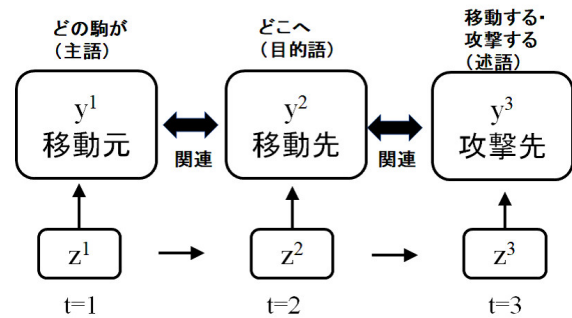 どの駒が
(主語)
どこへ
(目的語)
移動する・
攻撃する
(述語)
y¹
移動元
関連
y²
移動先
関連
y³
攻撃先
z¹
z²
z³
t=1
t=2
t=3